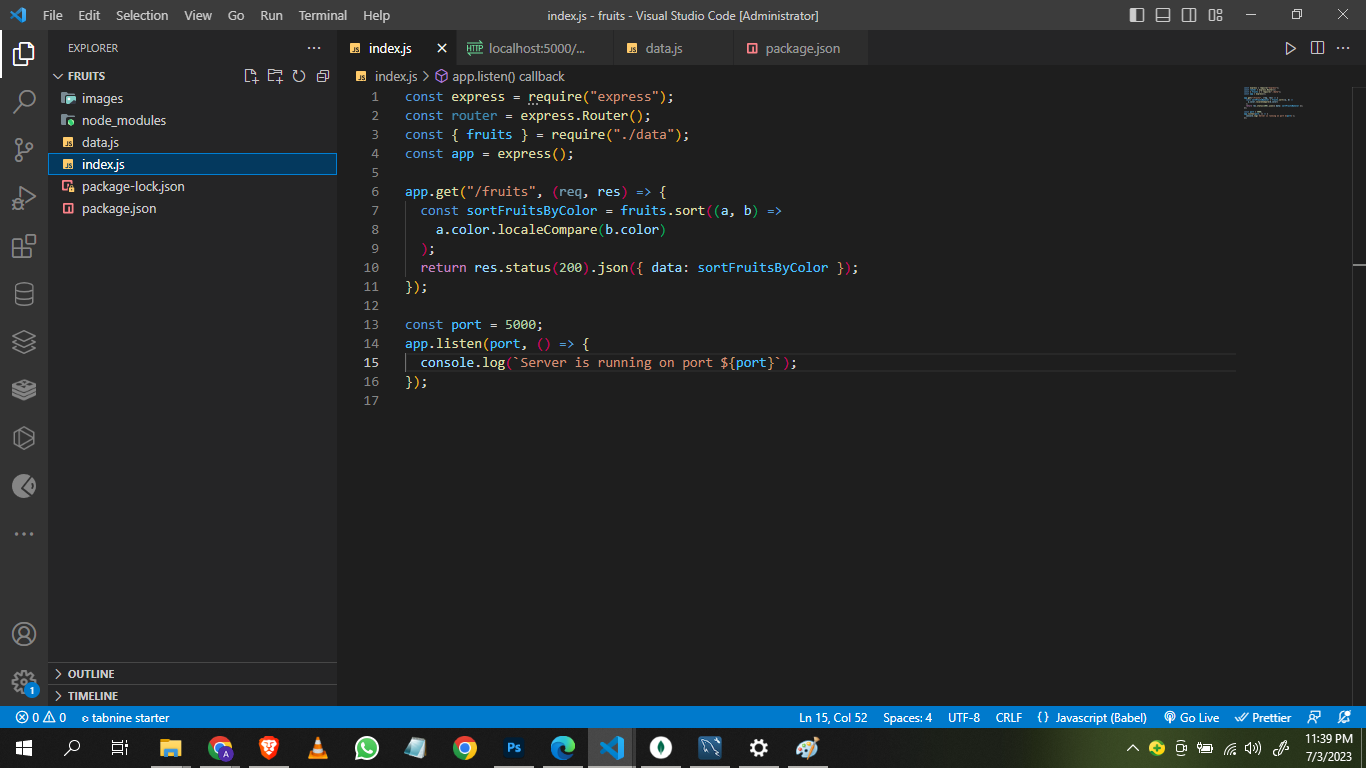 File Edit Selection View Go Run Terminal Help
index.js - fruits - Visual Studio Code [Administrator]
EXPLORER
FRUITS
images
node_modules
data.js
index.js
package-lock.json
package.json
OUTLINE
TIMELINE
index.js
HTTP localhost:5000/...
data.js
package.json
index.js > app.listen() callback
1 const express = require("express");
2 const router = express.Router();
3 const { fruits } = require("./data");
4 const app = express();
5
6 app.get("/fruits", (req, res) => {
7 const sortFruitsByColor = fruits.sort((a, b) =>
8 a.color.localeCompare(b.color)
9 );
10 return res.status(200).json({ data: sortFruitsByColor });
11 });
12
13 const port = 5000;
14 app.listen(port, () => {
15 console.log(`Server is running on port ${port}`);
16 });
17
1
0 0 tabnine starter
Ln 15, Col 52 Spaces: 4 UTF-8 CRLF {} Javascript (Babel) Go Live Prettier
A
Ps
11:39 PM
7/3/2023